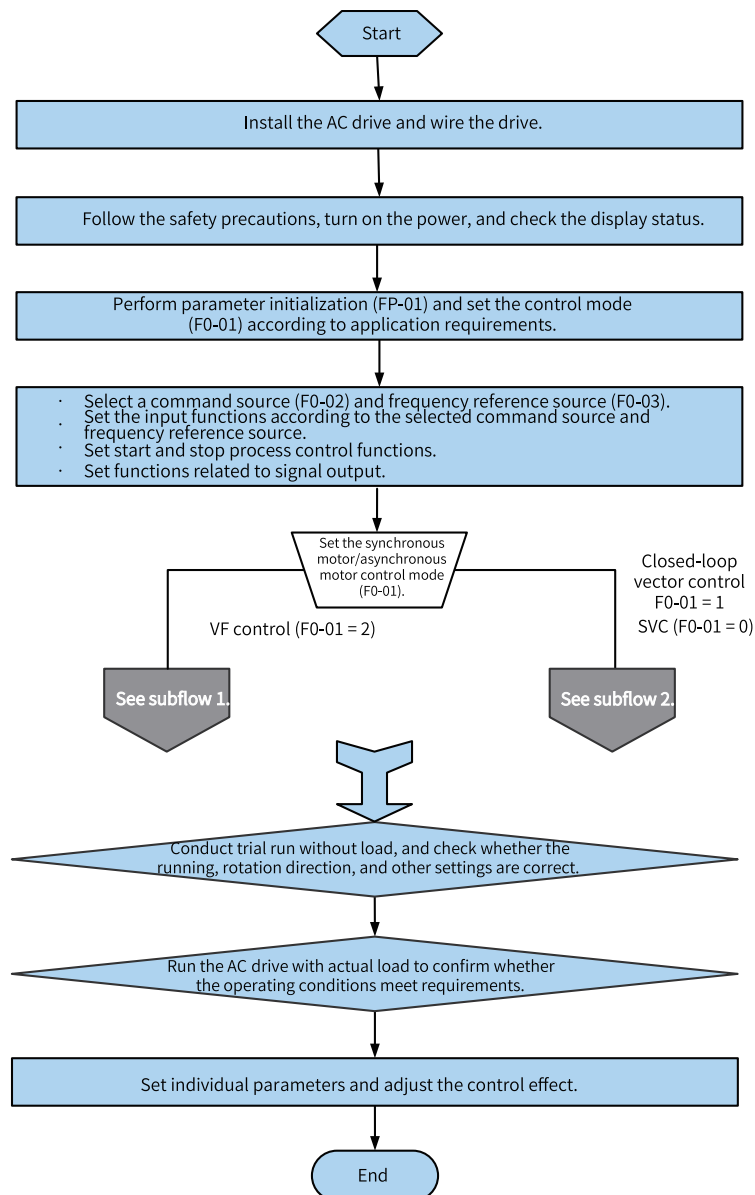 Start
Install the AC drive and wire the drive.
Follow the safety precautions, turn on the power, and check the display status.
Perform parameter initialization (FP-01) and set the control mode
(F0-01) according to application requirements.
· Select a command source (F0-02) and frequency reference source (F0-03).
· Set the input functions according to the selected command source and
frequency reference source.
· Set start and stop process control functions.
· Set functions related to signal output.
Set the synchronous
motor/asynchronous
motor control mode
(F0-01).
Closed-loop
vector control
F0-01 = 1
SVC (F0-01 = 0)
VF control (F0-01 = 2)
See subflow 1.
See subflow 2.
Conduct trial run without load, and check whether the
running, rotation direction, and other settings are correct.
Run the AC drive with actual load to confirm whether
the operating conditions meet requirements.
Set individual parameters and adjust the control effect.
End